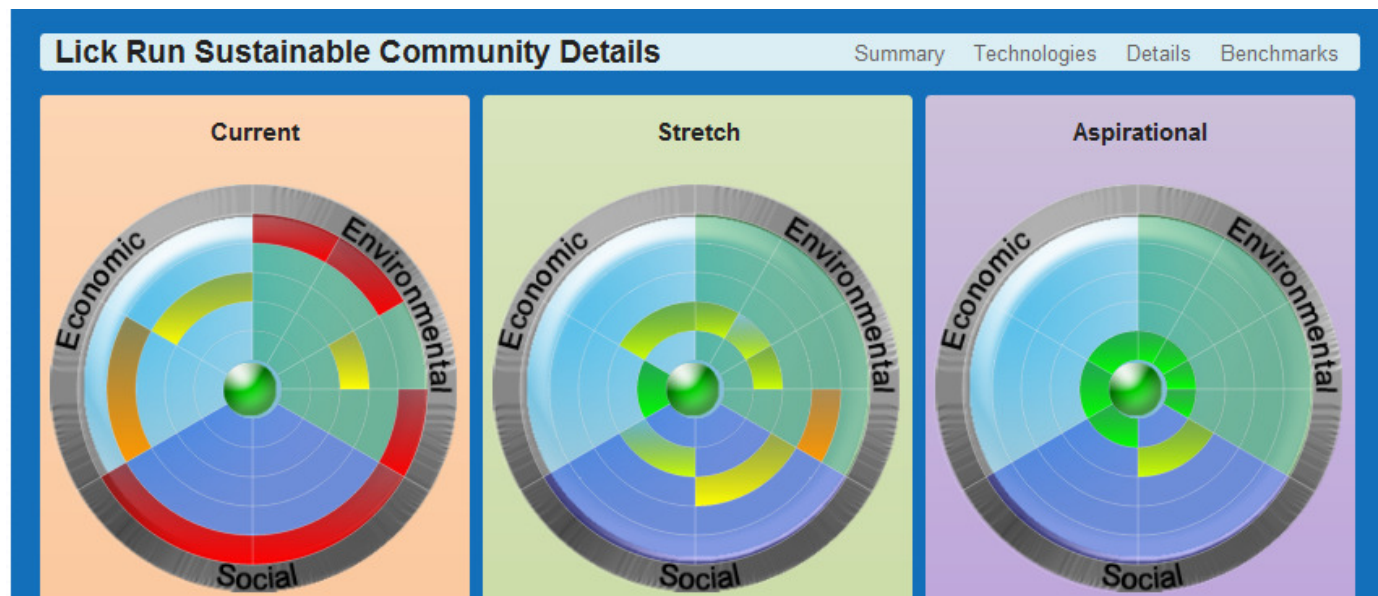 Lick Run Sustainable Community Details
Summary Technologies Details Benchmarks
Current
Economic
Environmental
Social
Stretch
Economic
Environmental
Social
Aspirational
Economic
Environmental
Social